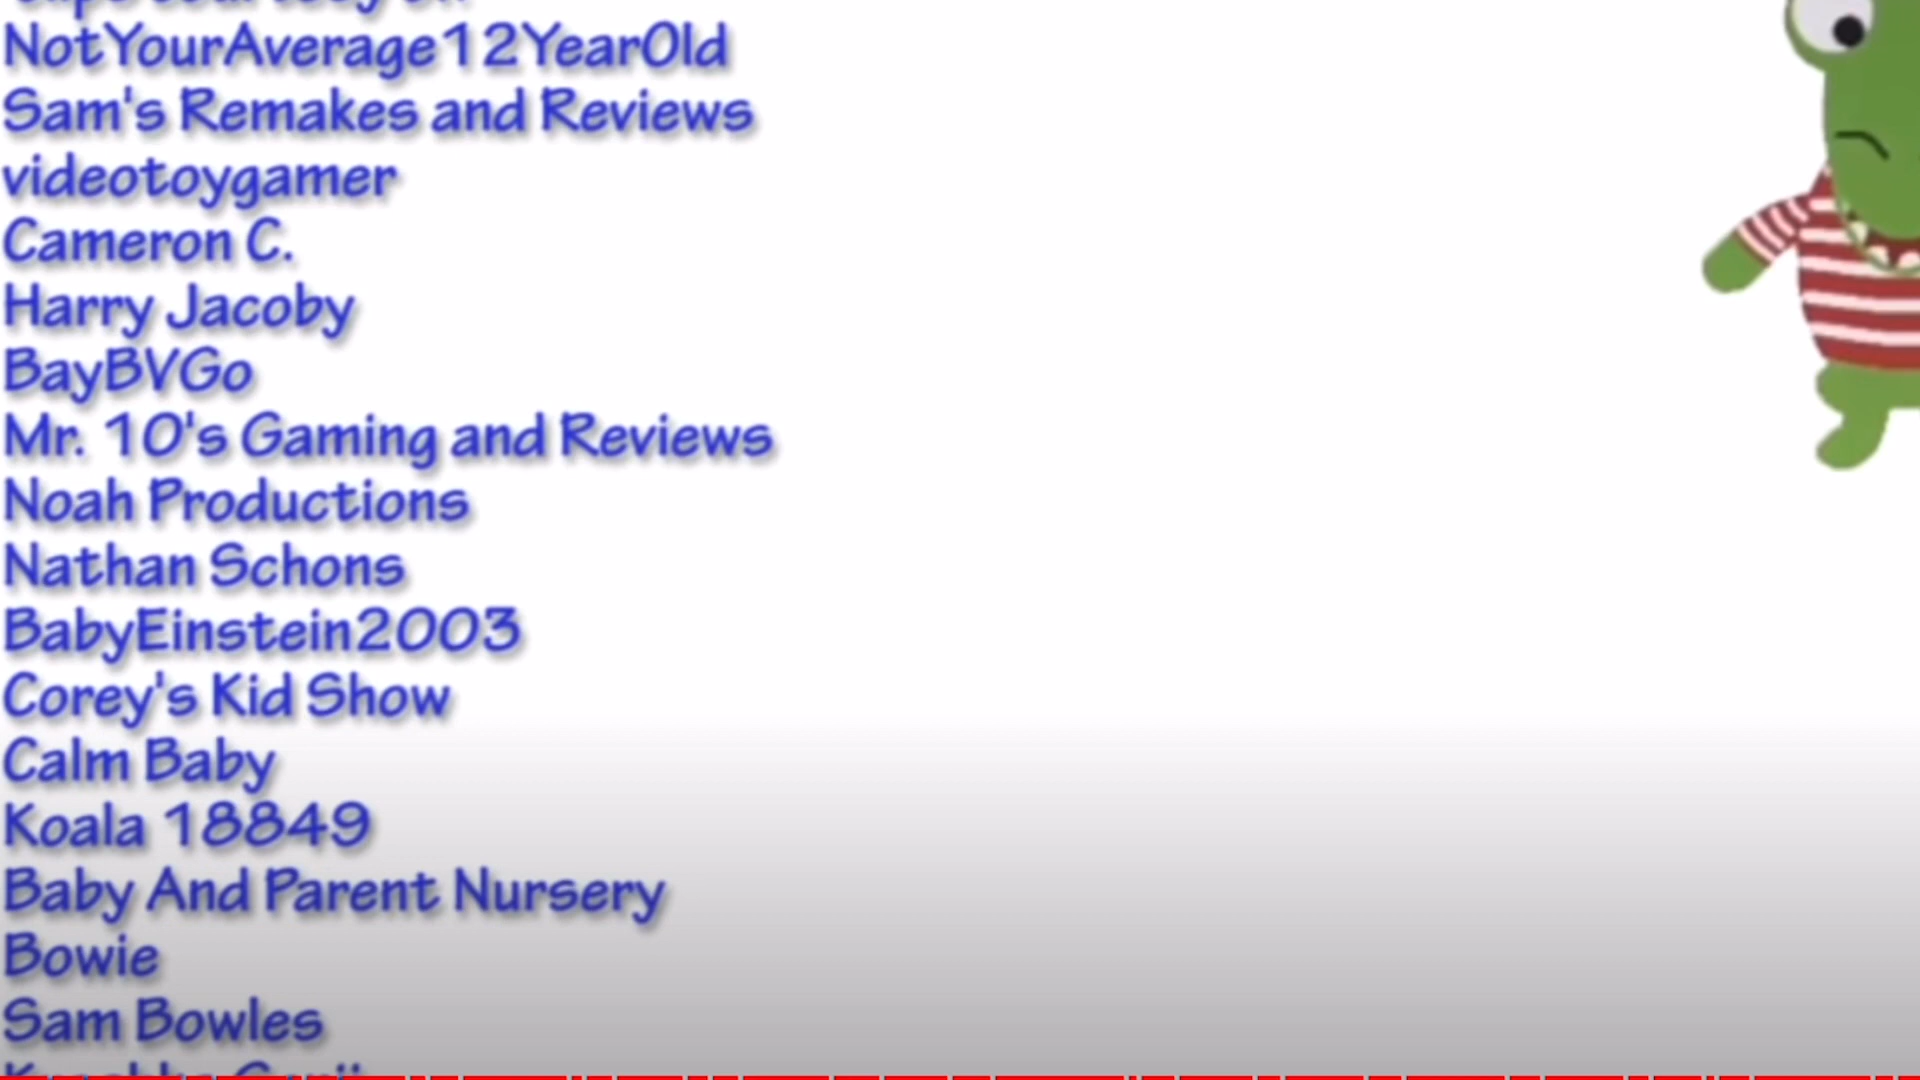 NotYourAverage12YearOld
Sam's Remakes and Reviews
videotoygamer
Cameron C.
Harry Jacoby
BayBVGo
Mr. 10's Gaming and Reviews
Noah Productions
Nathan Schons
BabyEinstein2003
Corey's Kid Show
Calm Baby
Koala 18849
Baby And Parent Nursery
Bowie
Sam Bowles